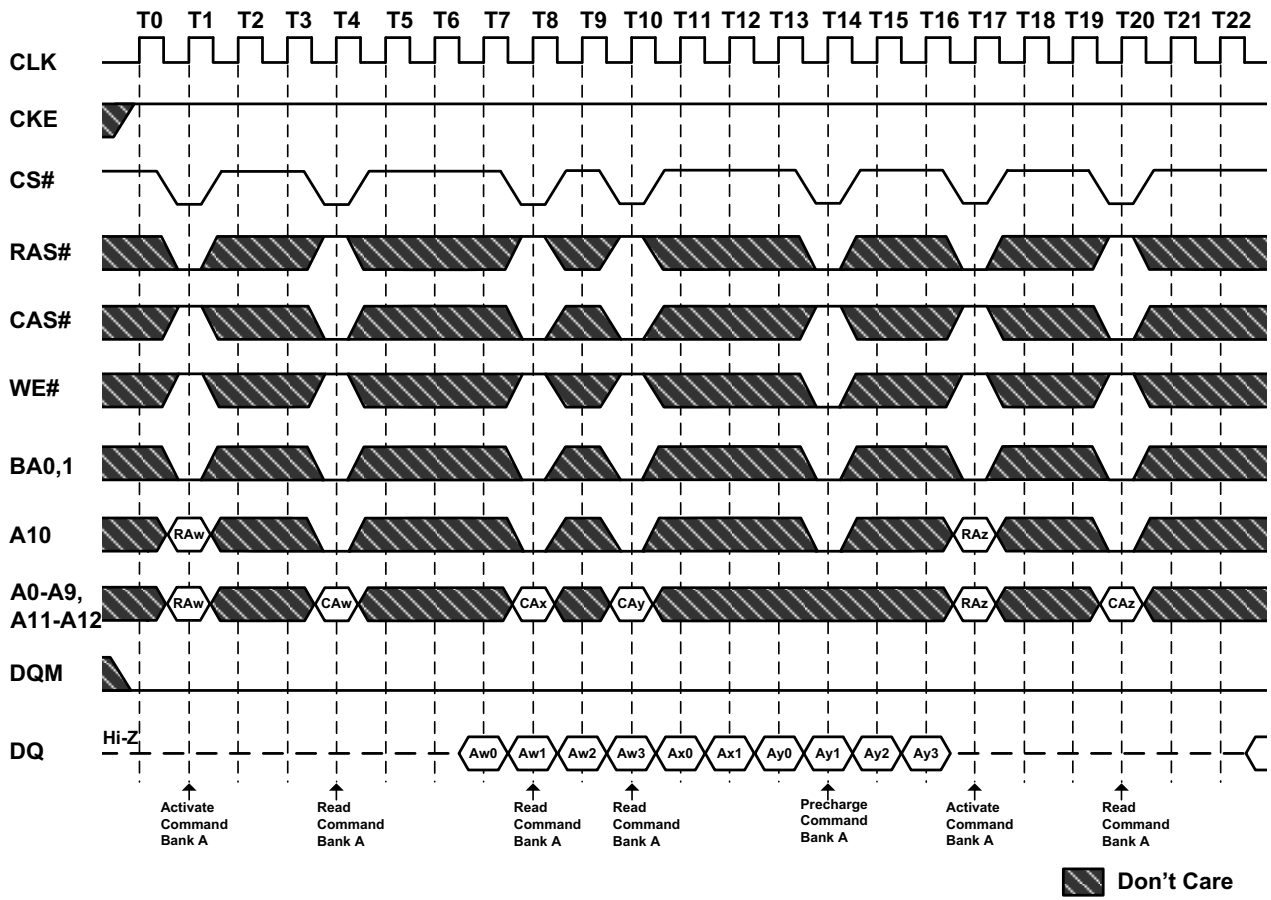 T0 T1 T2 T3 T4 T5 T6 T7 T8 T9 T10 T11 T12 T13 T14 T15 T16 T17 T18 T19 T20 T21 T22
CLK
CKE
CS#
RAS#
CAS#
WE#
BA0,1
A10 RAw RAz
A0-A9,
A11-A12 RAw CAw CAx CAy RAz CAz
DQM
DQ Hi-Z Aw0 Aw1 Aw2 Aw3 Ax0 Ax1 Ay0 Ay1 Ay2 Ay3
Activate
Command
Bank A
Read
Command
Bank A
Read
Command
Bank A
Read
Command
Bank A
Precharge
Command
Bank A
Activate
Command
Bank A
Read
Command
Bank A
Don't Care